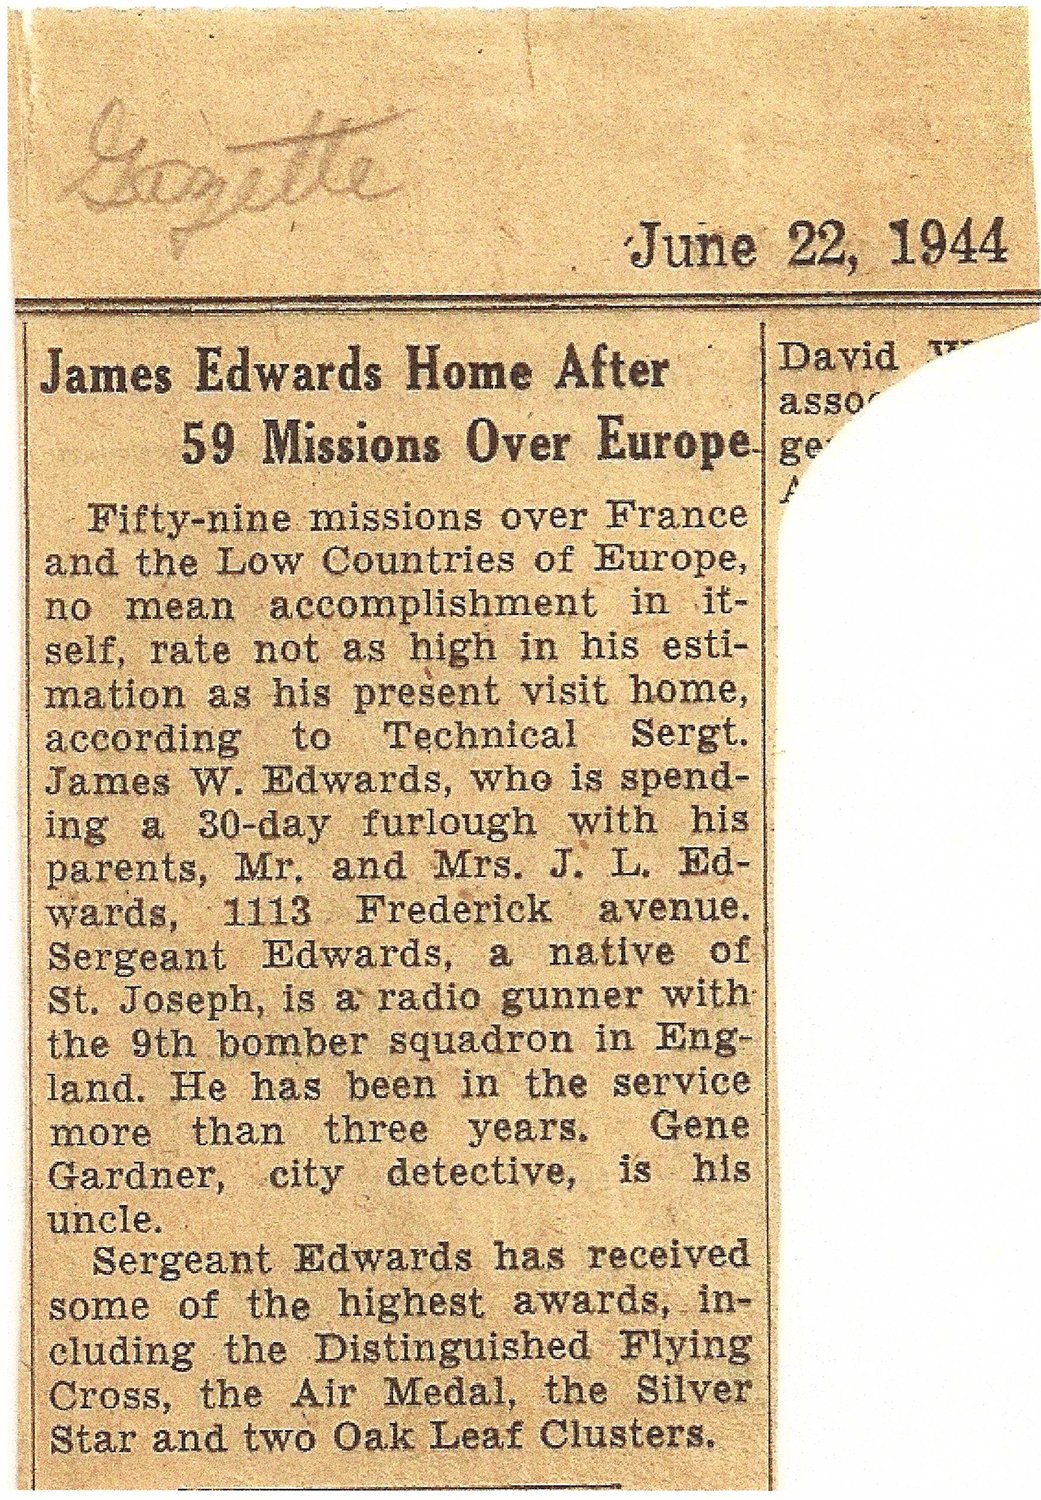 Gazette
June 22, 1944
James Edwards Home After
59 Missions Over Europe
Fifty-nine missions over France
and the Low Countries of Europe,
no mean accomplishment in it-
self, rate not as high in his esti-
mation as his present visit home,
according to Technical Sergt.
James W. Edwards, who is spend-
ing a 30-day furlough with his
parents, Mr. and Mrs. J. L. Ed-
wards, 1113 Frederick avenue.
Sergeant Edwards, a native of
St. Joseph, is a radio gunner with
the 9th bomber squadron in Eng-
land. He has been in the service
more than three years. Gene
Gardner, city detective, is his
uncle.
Sergeant Edwards has received
some of the highest awards, in-
cluding the Distinguished Flying
Cross, the Air Medal, the Silver
Star and two Oak Leaf Clusters.
David